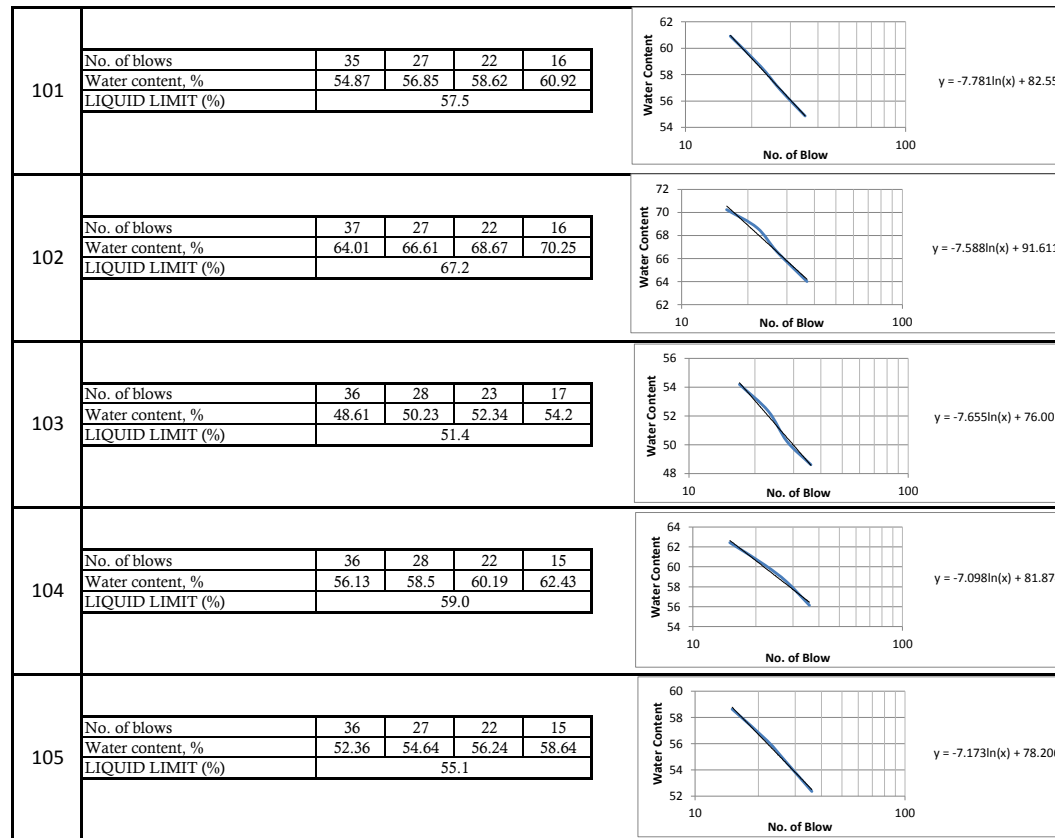 101
No. of blows 35 27 22 16
Water content, % 54.87 56.85 58.62 60.92
LIQUID LIMIT (%) 57.5
62
60
58
56
54
10 100
Water Content
No. of Blow
y = -7.781ln(x) + 82.55
102
No. of blows 37 27 22 16
Water content, % 64.01 66.61 68.67 70.25
LIQUID LIMIT (%) 67.2
72
70
68
66
64
62
10 100
Water Content
No. of Blow
y = -7.588ln(x) + 91.611
103
No. of blows 36 28 23 17
Water content, % 48.61 50.23 52.34 54.2
LIQUID LIMIT (%) 51.4
56
54
52
50
48
10 100
Water Content
No. of Blow
y = -7.655ln(x) + 76.00
104
No. of blows 36 28 22 15
Water content, % 56.13 58.5 60.19 62.43
LIQUID LIMIT (%) 59.0
64
62
60
58
56
54
10 100
Water Content
No. of Blow
y = -7.098ln(x) + 81.87
105
No. of blows 36 27 22 15
Water content, % 52.36 54.64 56.24 58.64
LIQUID LIMIT (%) 55.1
60
58
56
54
52
10 100
Water Content
No. of Blow
y = -7.173ln(x) + 78.20